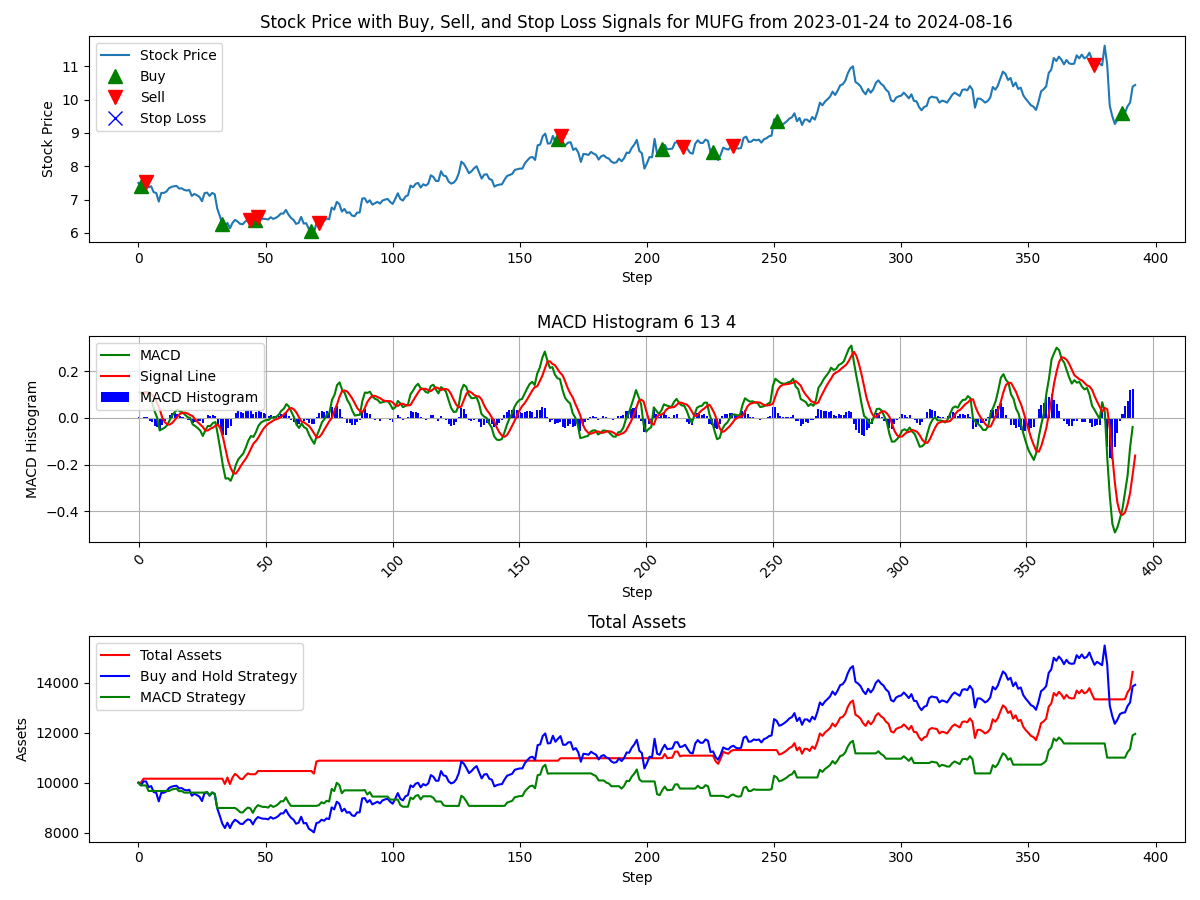 Stock Price with Buy, Sell, and Stop Loss Signals for MUFG from 2023-01-24 to 2024-08-16
Stock Price
Stock Price
Buy
Sell
Stop Loss
11
10
9
8
7
6
0 50 100 150 200 250 300 350 400
Step
MACD Histogram 6 13 4
MACD Histogram
MACD
Signal Line
MACD Histogram
0.2
0.0
−0.2
−0.4
0 50 100 150 200 250 300 350 400
Step
Total Assets
Assets
Total Assets
Buy and Hold Strategy
MACD Strategy
14000
12000
10000
8000
0 50 100 150 200 250 300 350 400
Step